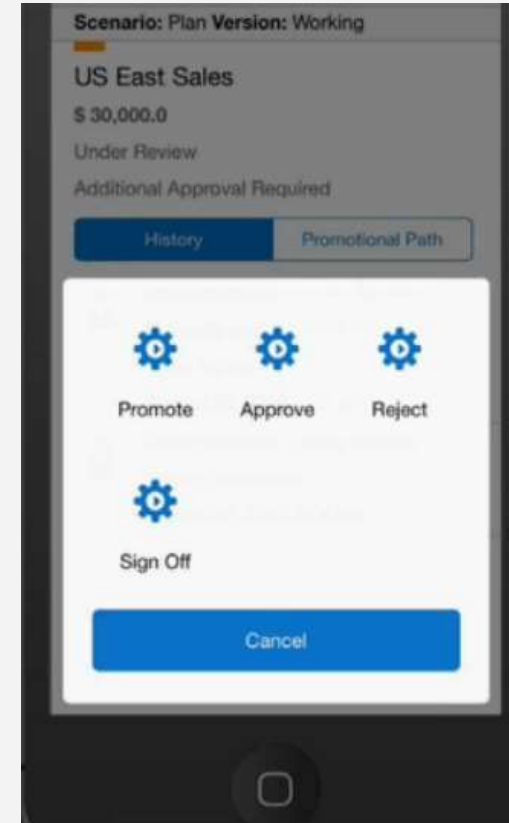 Scenario: Plan Version: Working
US East Sales
$ 30,000.0
Under Review
Additional Approval Required
History Promotional Path
Promote Approve Reject
Sign Off
Cancel